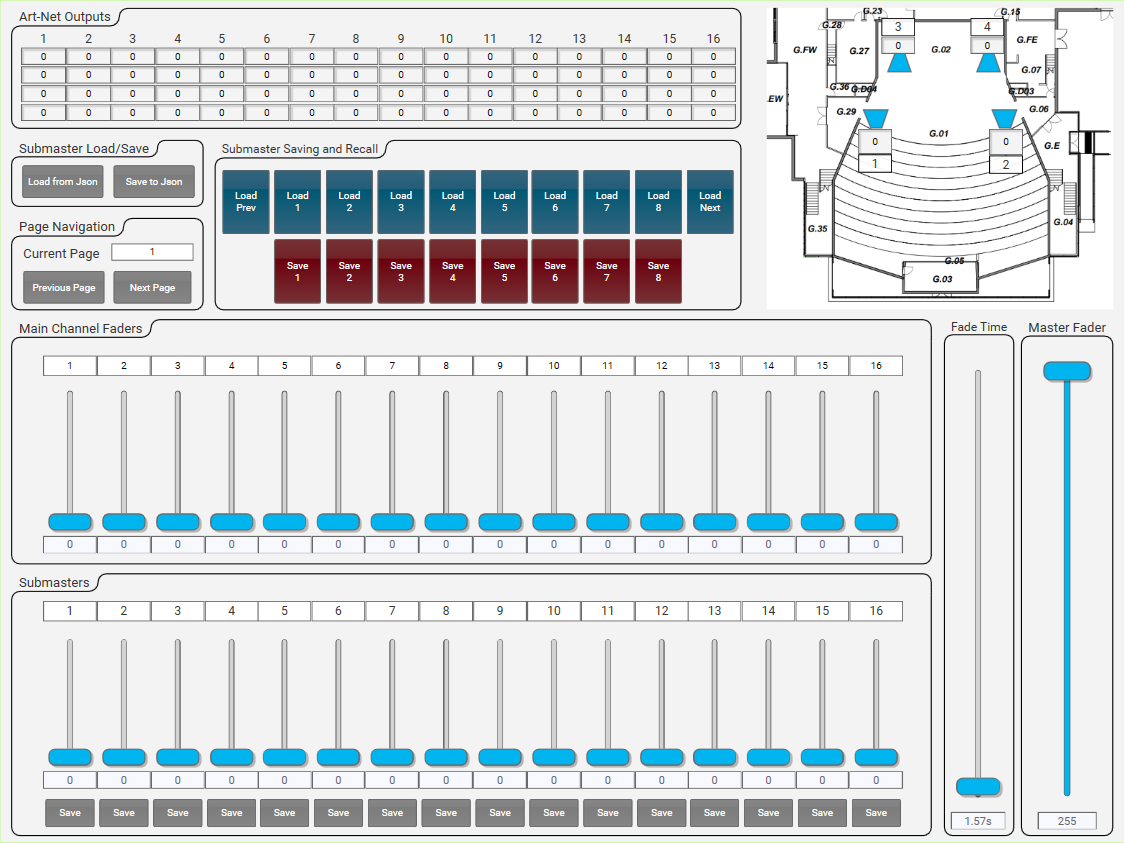 Art-Net Outputs
1 2 3 4 5 6 7 8 9 10 11 12 13 14 15 16
0 0 0 0 0 0 0 0 0 0 0 0 0 0 0 0
0 0 0 0 0 0 0 0 0 0 0 0 0 0 0 0
0 0 0 0 0 0 0 0 0 0 0 0 0 0 0 0
0 0 0 0 0 0 0 0 0 0 0 0 0 0 0 0
G.23 G.15
G.28 3 4
G.FW G.27 0 G.02 0 G.FE
G.07
G.36 G.D04 G.D03
.EW G.29 G.06
G.01
0 0 G.E
1 2
G.04
G.35
G.05
G.03
Submaster Load/Save
Load from Json Save to Json
Page Navigation
Current Page 1
Previous Page Next Page
Submaster Saving and Recall
Load Prev Load 1 Load 2 Load 3 Load 4 Load 5 Load 6 Load 7 Load 8 Load Next
Save 1 Save 2 Save 3 Save 4 Save 5 Save 6 Save 7 Save 8
Main Channel Faders
1 2 3 4 5 6 7 8 9 10 11 12 13 14 15 16
0 0 0 0 0 0 0 0 0 0 0 0 0 0 0 0
Submasters
1 2 3 4 5 6 7 8 9 10 11 12 13 14 15 16
0 0 0 0 0 0 0 0 0 0 0 0 0 0 0 0
Save Save Save Save Save Save Save Save Save Save Save Save Save Save Save Save
Fade Time
1.57s
Master Fader
255